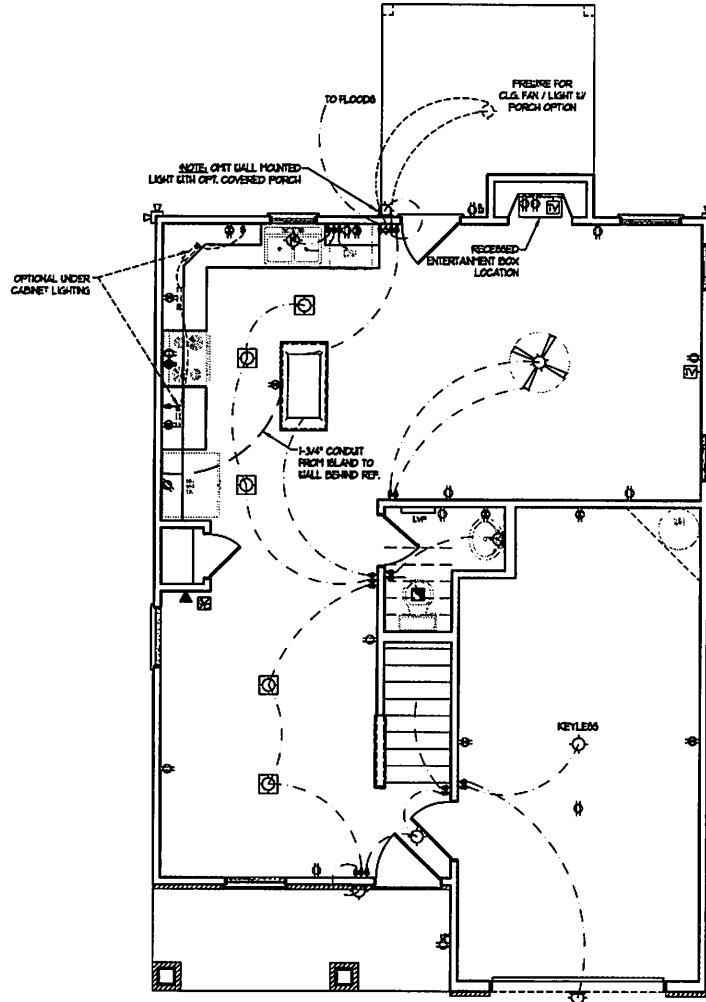 PREWIRE FOR
CLG. FAN / LIGHT W/
PORCH OPTION
TO FLOODS
NOTE: OMIT WALL MOUNTED
LIGHT WITH OPT. COVERED PORCH
RECESSED
ENTERTAINMENT BOX
LOCATION
OPTIONAL UNDER
CABINET LIGHTING
TV
TV
1-3/4" CONDUIT
FROM ISLAND TO
WALL BEHIND REF.
REF
KEYLESS